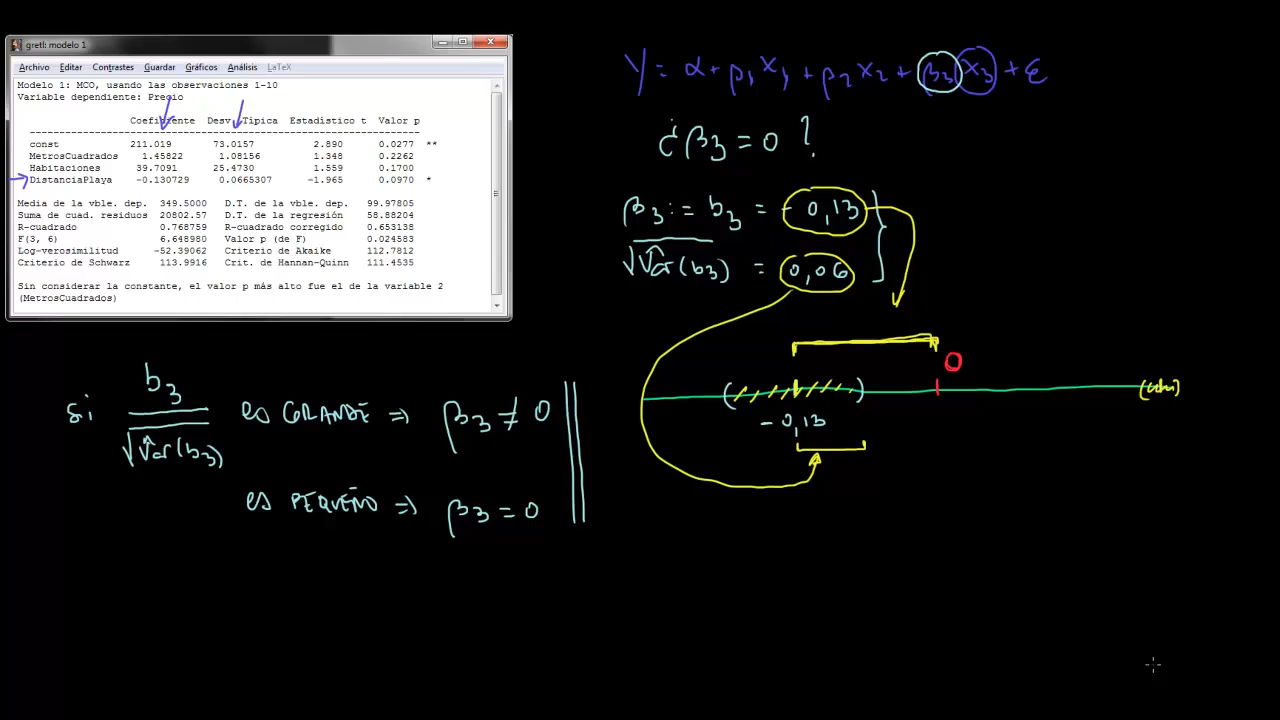 gretl: modelo 1
Archivo Editar Contrastes Guardar Gráficos Análisis LaTeX
Modelo 1: MCO, usando las observaciones 1-10
Variable dependiente: Precio
Coeficiente Desv. Típica Estadístico t Valor p
const 211.019 73.0157 2.890 0.0277 **
MetrosCuadrados 1.45822 1.08156 1.348 0.2262
Habitaciones 39.7091 25.4730 1.559 0.1700
DistanciaPlaya -0.130729 0.0665307 -1.965 0.0970 *
Media de la vble. dep. 349.5000 D.T. de la vble. dep. 99.97805
Suma de cuad. residuos 20802.57 D.T. de la regresión 58.88204
R-cuadrado 0.768759 R-cuadrado corregido 0.653138
F(3, 6) 6.648980 Valor p (de F) 0.024583
Log-verosimilitud -52.39062 Criterio de Akaike 112.7812
Criterio de Schwarz 113.9916 Crit. de Hannan-Quinn 111.4535
Sin considerar la constante, el valor p más alto fue el de la variable 2
(MetrosCuadrados)
Y = α + β1 X1 + β2 X2 + β3 X3 + ε
¿ β3 = 0 ?
β3 := b3 = - 0,13
√V̂ar(b3) = 0,06
0
- 0,13
si b3 / √V̂ar(b3) es GRANDE ⇒ β3 ≠ 0
es PEQUEÑO ⇒ β3 = 0